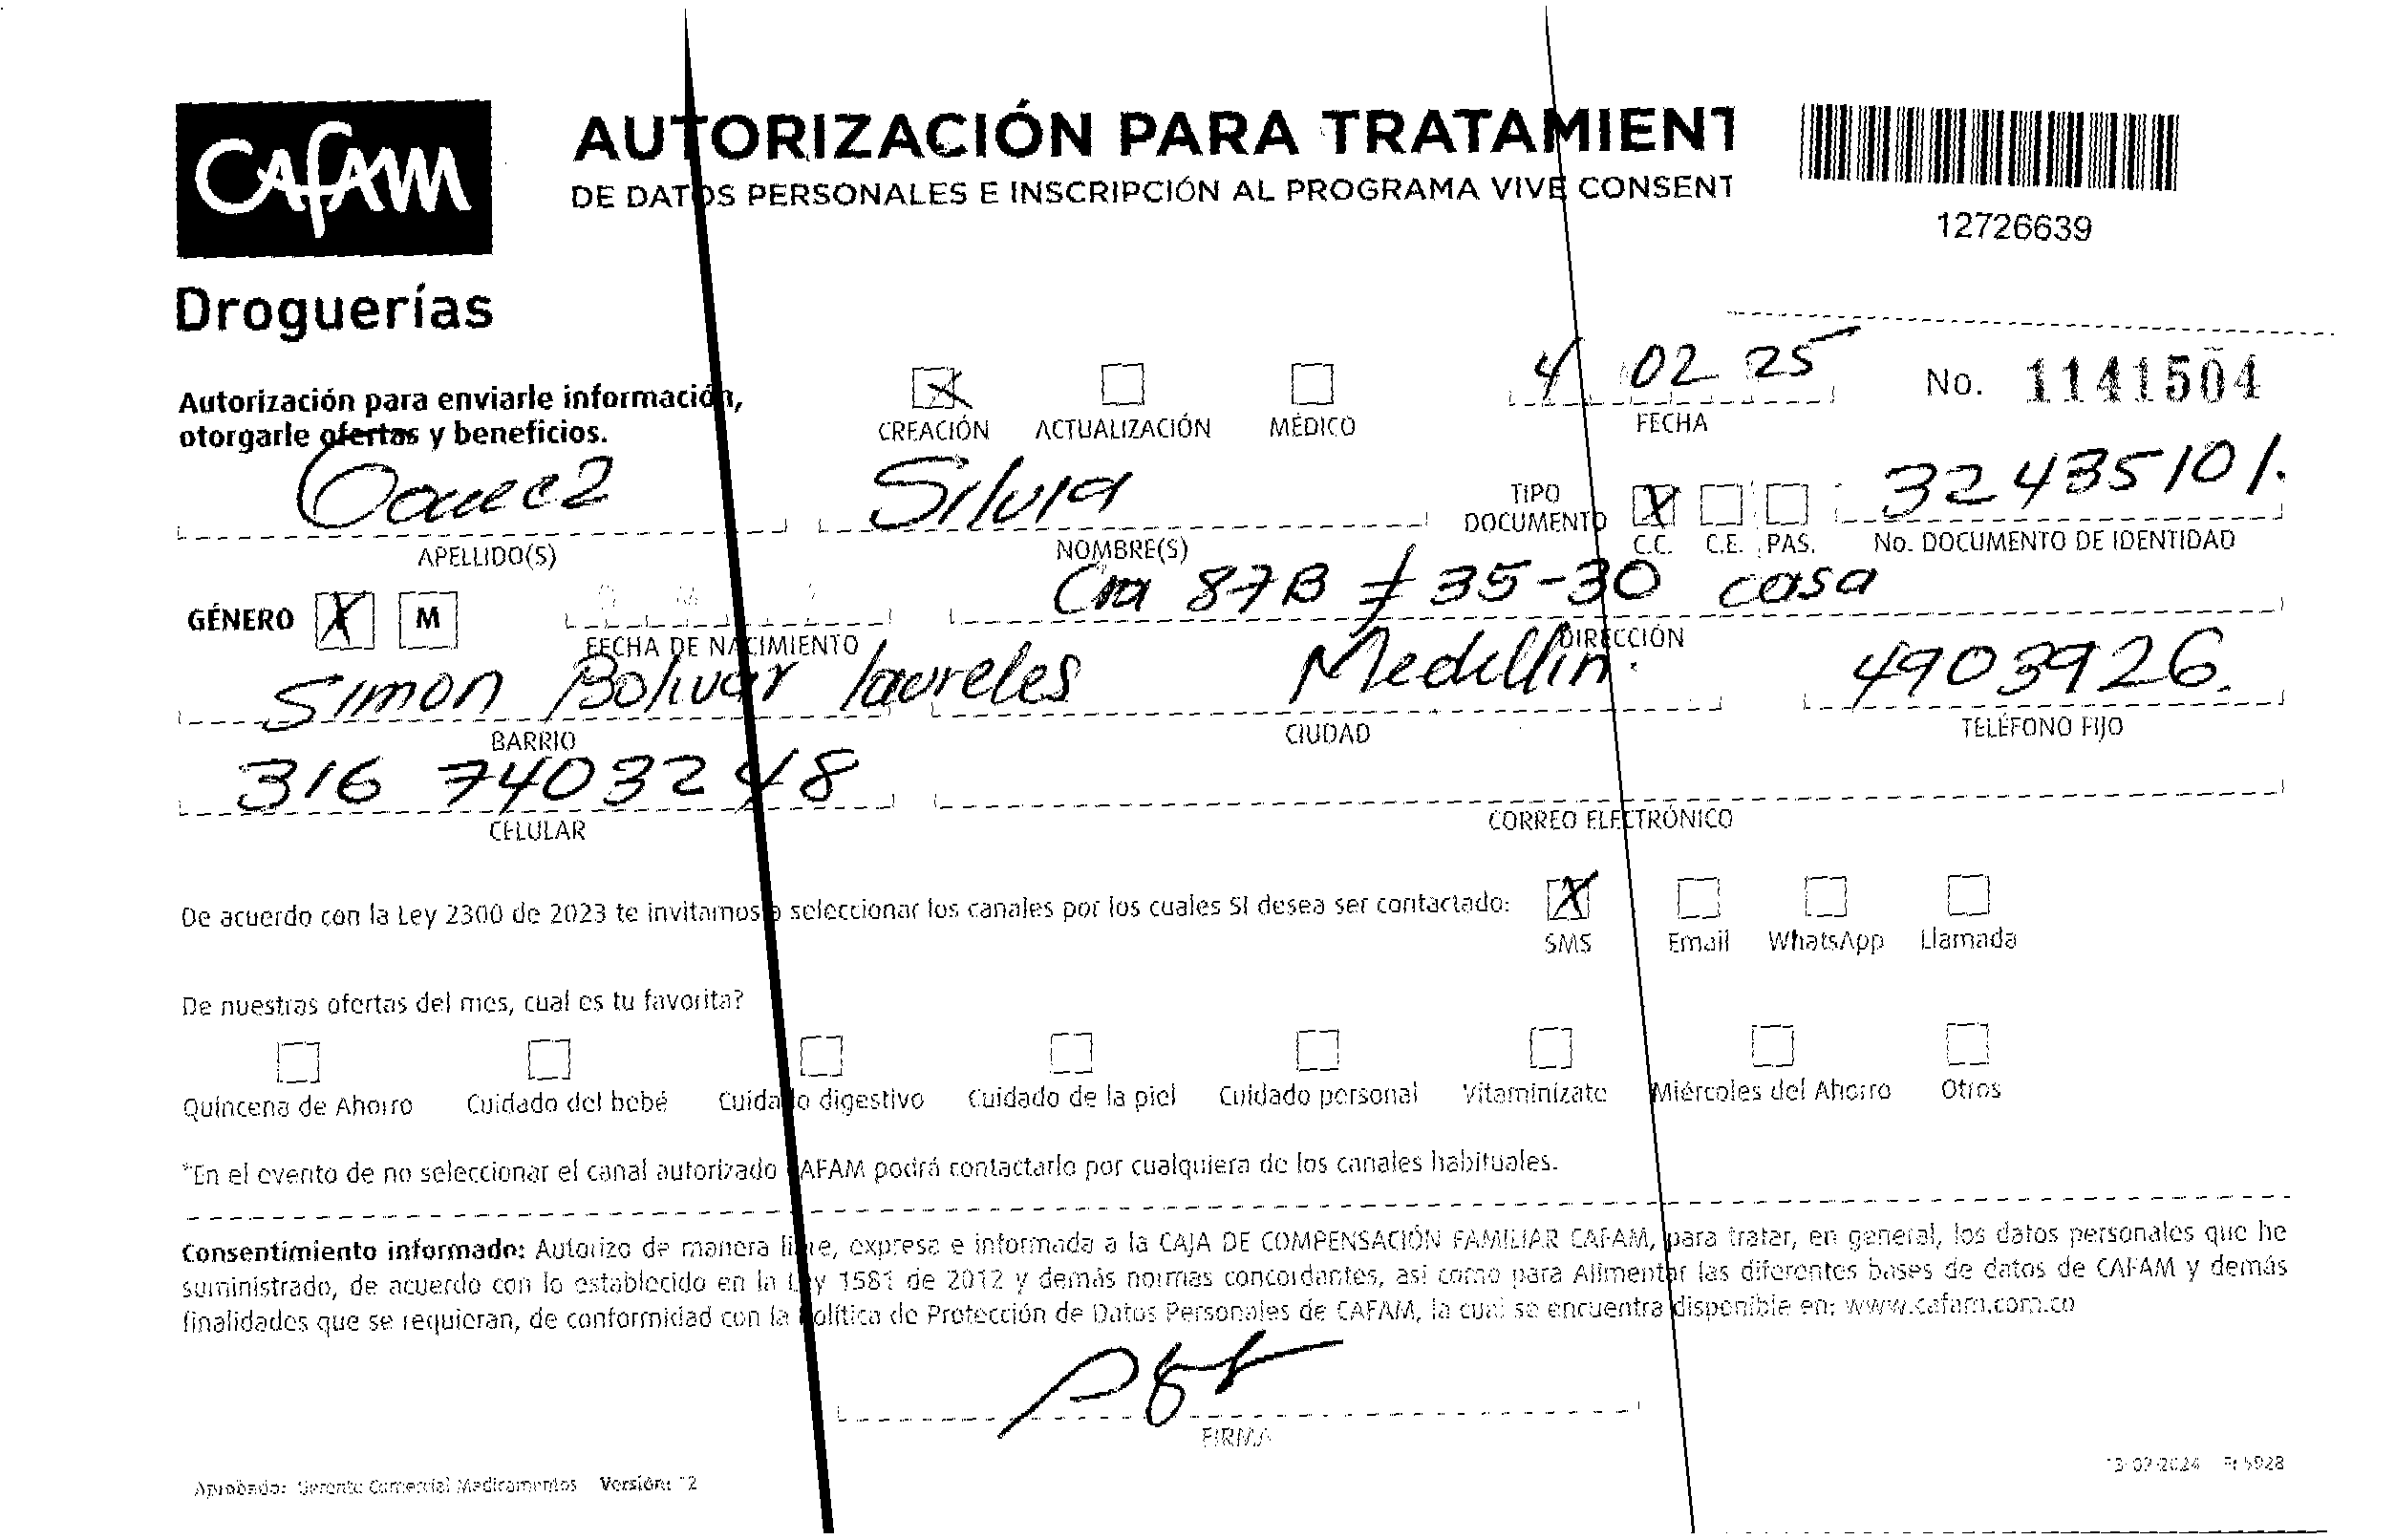 CAFAM
Droguerías
AUTORIZACIÓN PARA TRATAMIENT
DE DATOS PERSONALES E INSCRIPCIÓN AL PROGRAMA VIVE CONSENT
12726639
Autorización para enviarle información,
otorgarle ofertas y beneficios.
X CREACIÓN ACTUALIZACIÓN MÉDICO
4 02 25
FECHA
No. 1141504
Silvia
APELLIDO(S) NOMBRE(S)
TIPO DOCUMENTO X C.C. C.E. PAS.
32435101.
No. DOCUMENTO DE IDENTIDAD
GÉNERO X M
FECHA DE NACIMIENTO
Cra 87B # 35-30 casa
DIRECCIÓN
Simon Bolivar laureles Medellin. 4903926.
BARRIO CIUDAD TELÉFONO FIJO
316 7403248
CELULAR CORREO ELECTRÓNICO
De acuerdo con la Ley 2300 de 2023 te invitamos a seleccionar los canales por los cuales SI desea ser contactado: X
SMS Email WhatsApp Llamada
De nuestras ofertas del mes, cual es tu favorita?
Quincena de Ahorro Cuidado del bebé Cuidado digestivo Cuidado de la piel Cuidado personal Vitaminízate Miércoles del Ahorro Otros
*En el evento de no seleccionar el canal autorizado CAFAM podrá contactarlo por cualquiera de los canales habituales.
Consentimiento informado: Autorizo de manera libre, expresa e informada a la CAJA DE COMPENSACIÓN FAMILIAR CAFAM, para tratar, en general, los datos personales que he
suministrado, de acuerdo con lo establecido en la Ley 1581 de 2012 y demás normas concordantes, así como para Alimentar las diferentes bases de datos de CAFAM y demás
finalidades que se requieran, de conformidad con la Política de Protección de Datos Personales de CAFAM, la cual se encuentra disponible en: www.cafam.com.co
FIRMA
Aprobado: Gerente Comercial Medicamentos Versión: 12
13-02-2024